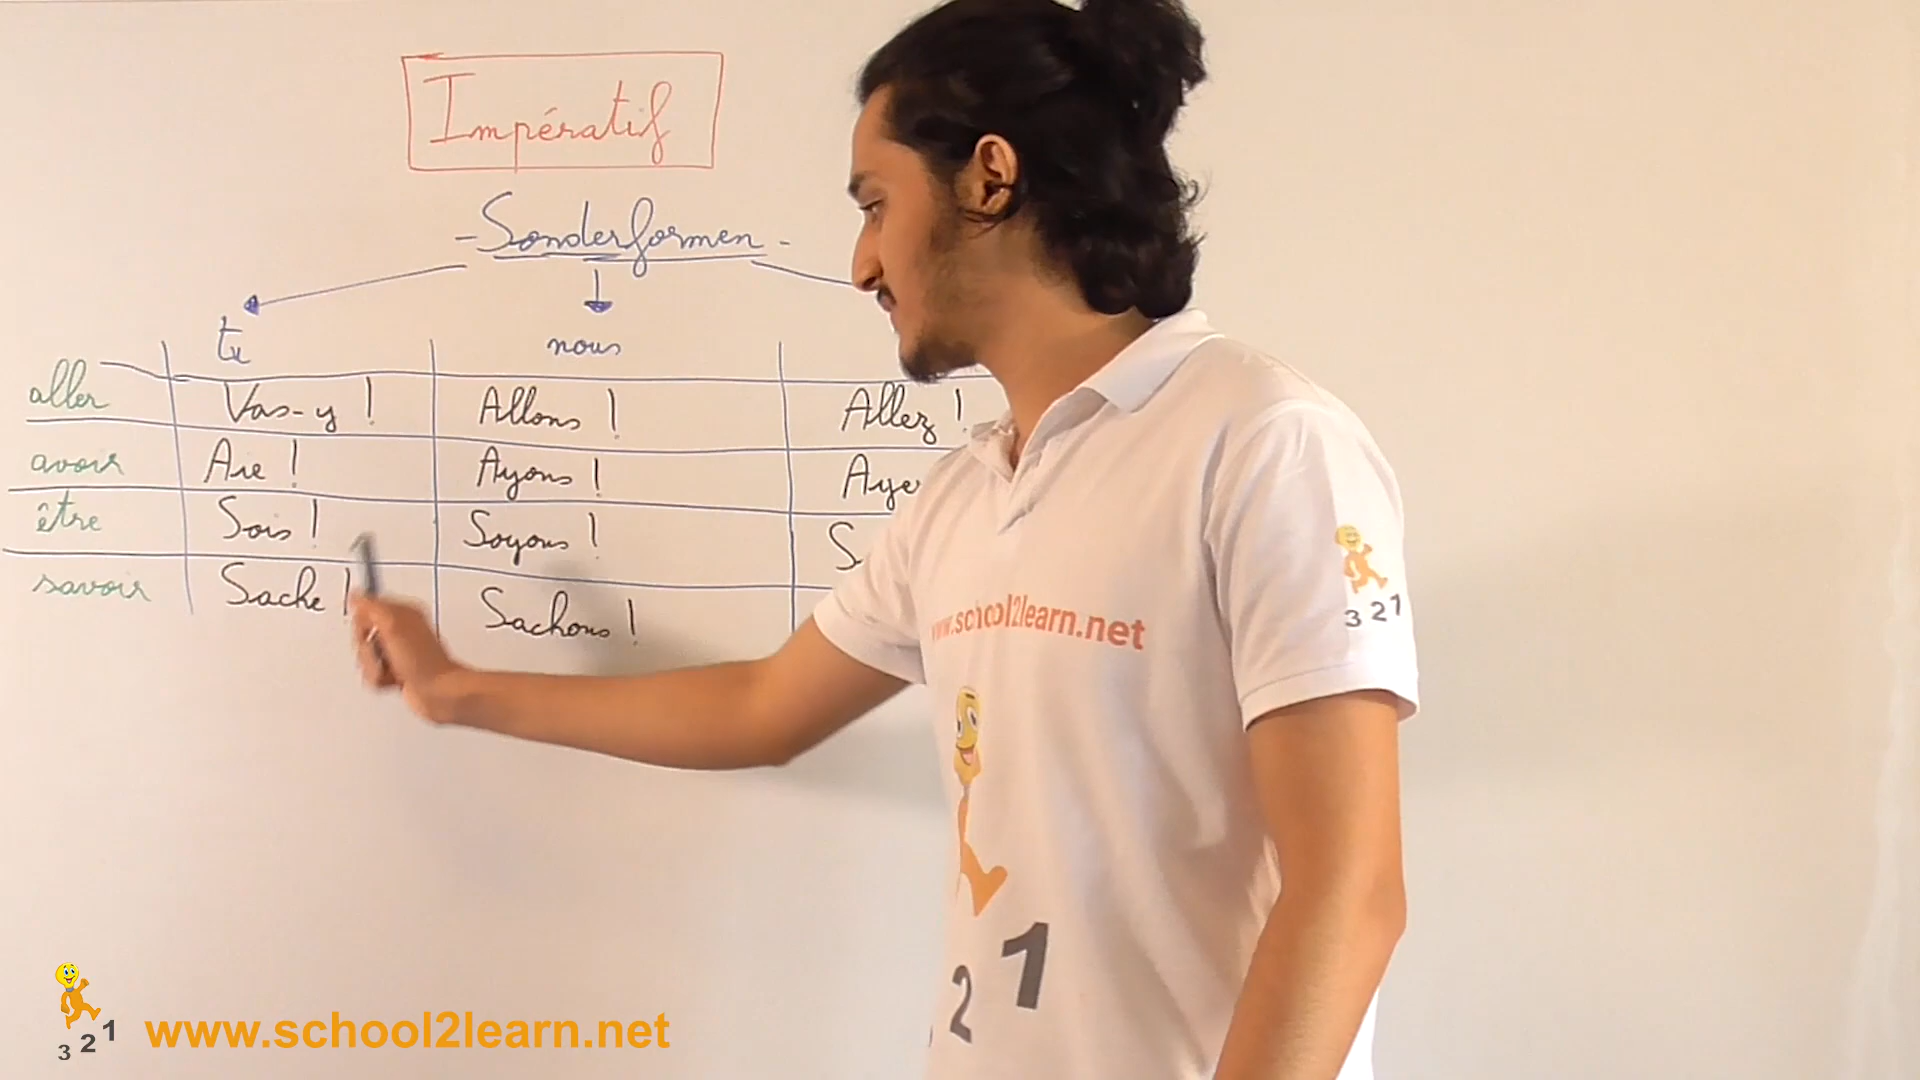 Impératif
- Sonderformen -
tu nous
aller Vas-y ! Allons ! Allez !
avoir Aie ! Ayons ! Aye
être Sois ! Soyons ! S
savoir Sache ! Sachons !
www.school2learn.net
3 2 1
2 1
3 2 1 www.school2learn.net